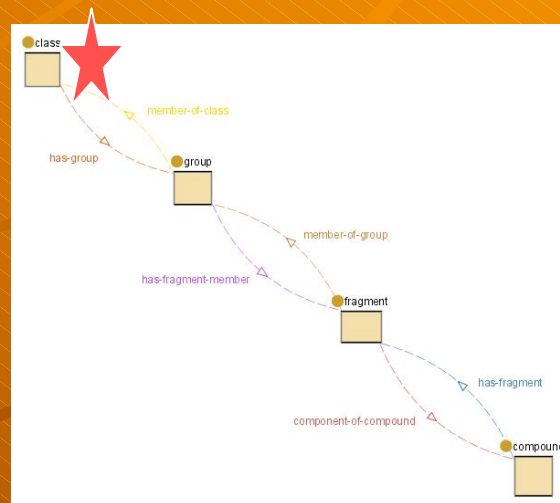 class
member-of-class
has-group
group
member-of-group
has-fragment-member
fragment
has-fragment
component-of-compound
compound